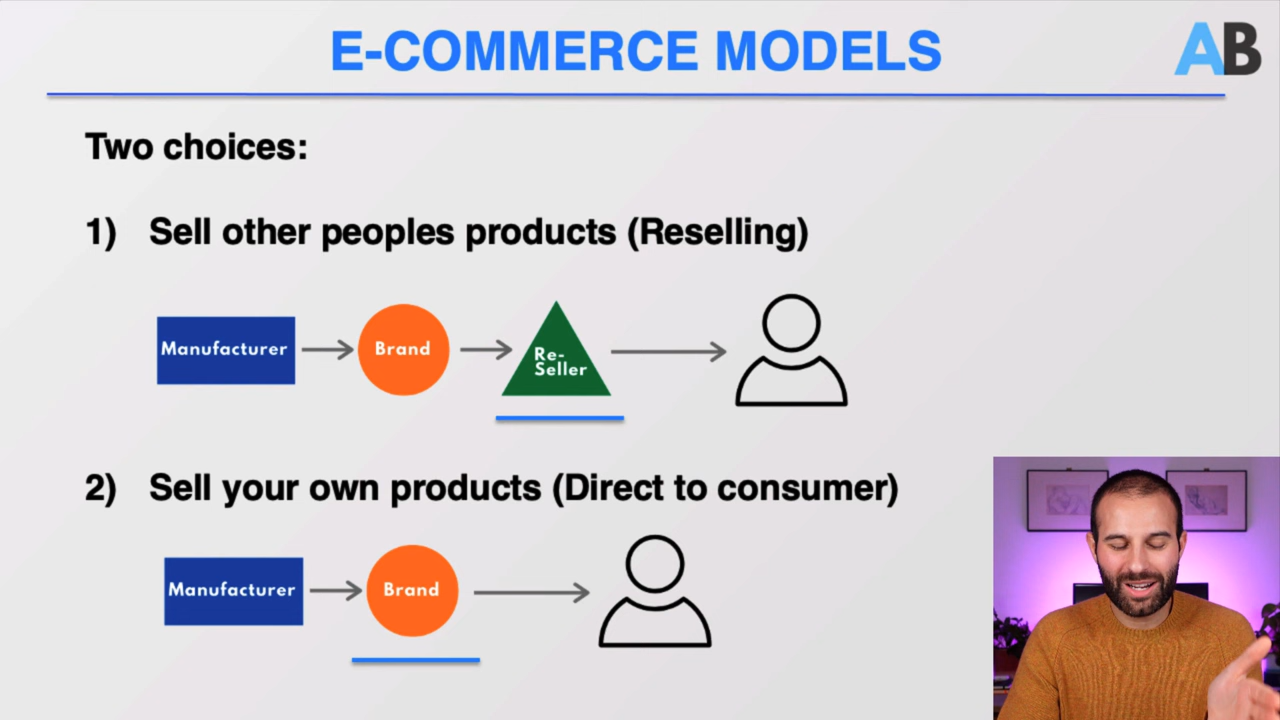 E-COMMERCE MODELS
AB
Two choices:
1) Sell other peoples products (Reselling)
Manufacturer
Brand
Re-
Seller
2) Sell your own products (Direct to consumer)
Manufacturer
Brand